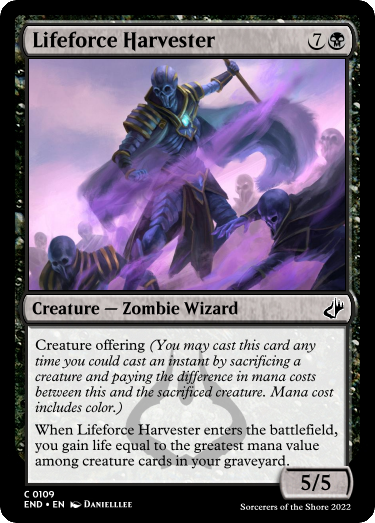 Lifeforce Harvester 7
Creature — Zombie Wizard
Creature offering (You may cast this card any
time you could cast an instant by sacrificing a
creature and paying the difference in mana costs
between this and the sacrificed creature. Mana cost
includes color.)
When Lifeforce Harvester enters the battlefield,
you gain life equal to the greatest mana value
among creature cards in your graveyard.
5/5
C 0109
END • EN DANIELLLEE
Sorcerers of the Shore 2022